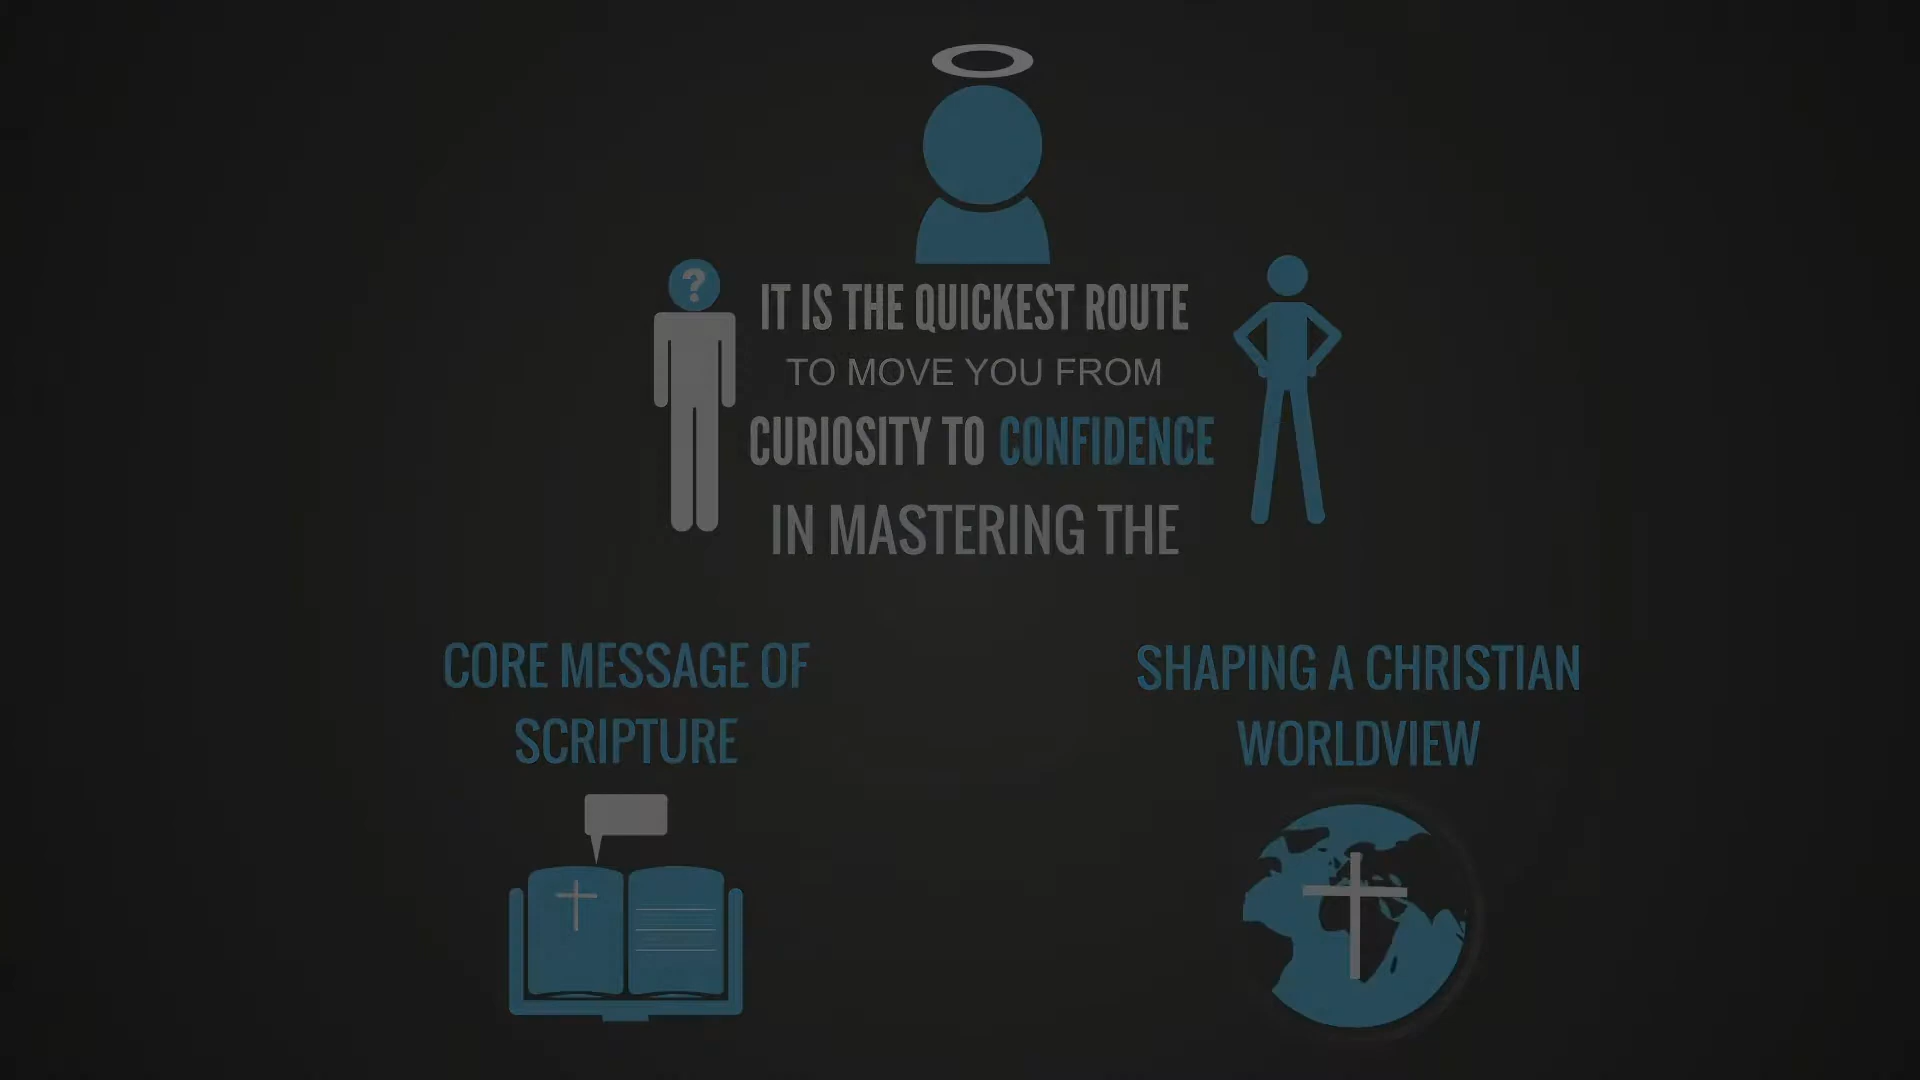 ?
IT IS THE QUICKEST ROUTE
TO MOVE YOU FROM
CURIOSITY TO CONFIDENCE
IN MASTERING THE
CORE MESSAGE OF
SCRIPTURE
SHAPING A CHRISTIAN
WORLDVIEW